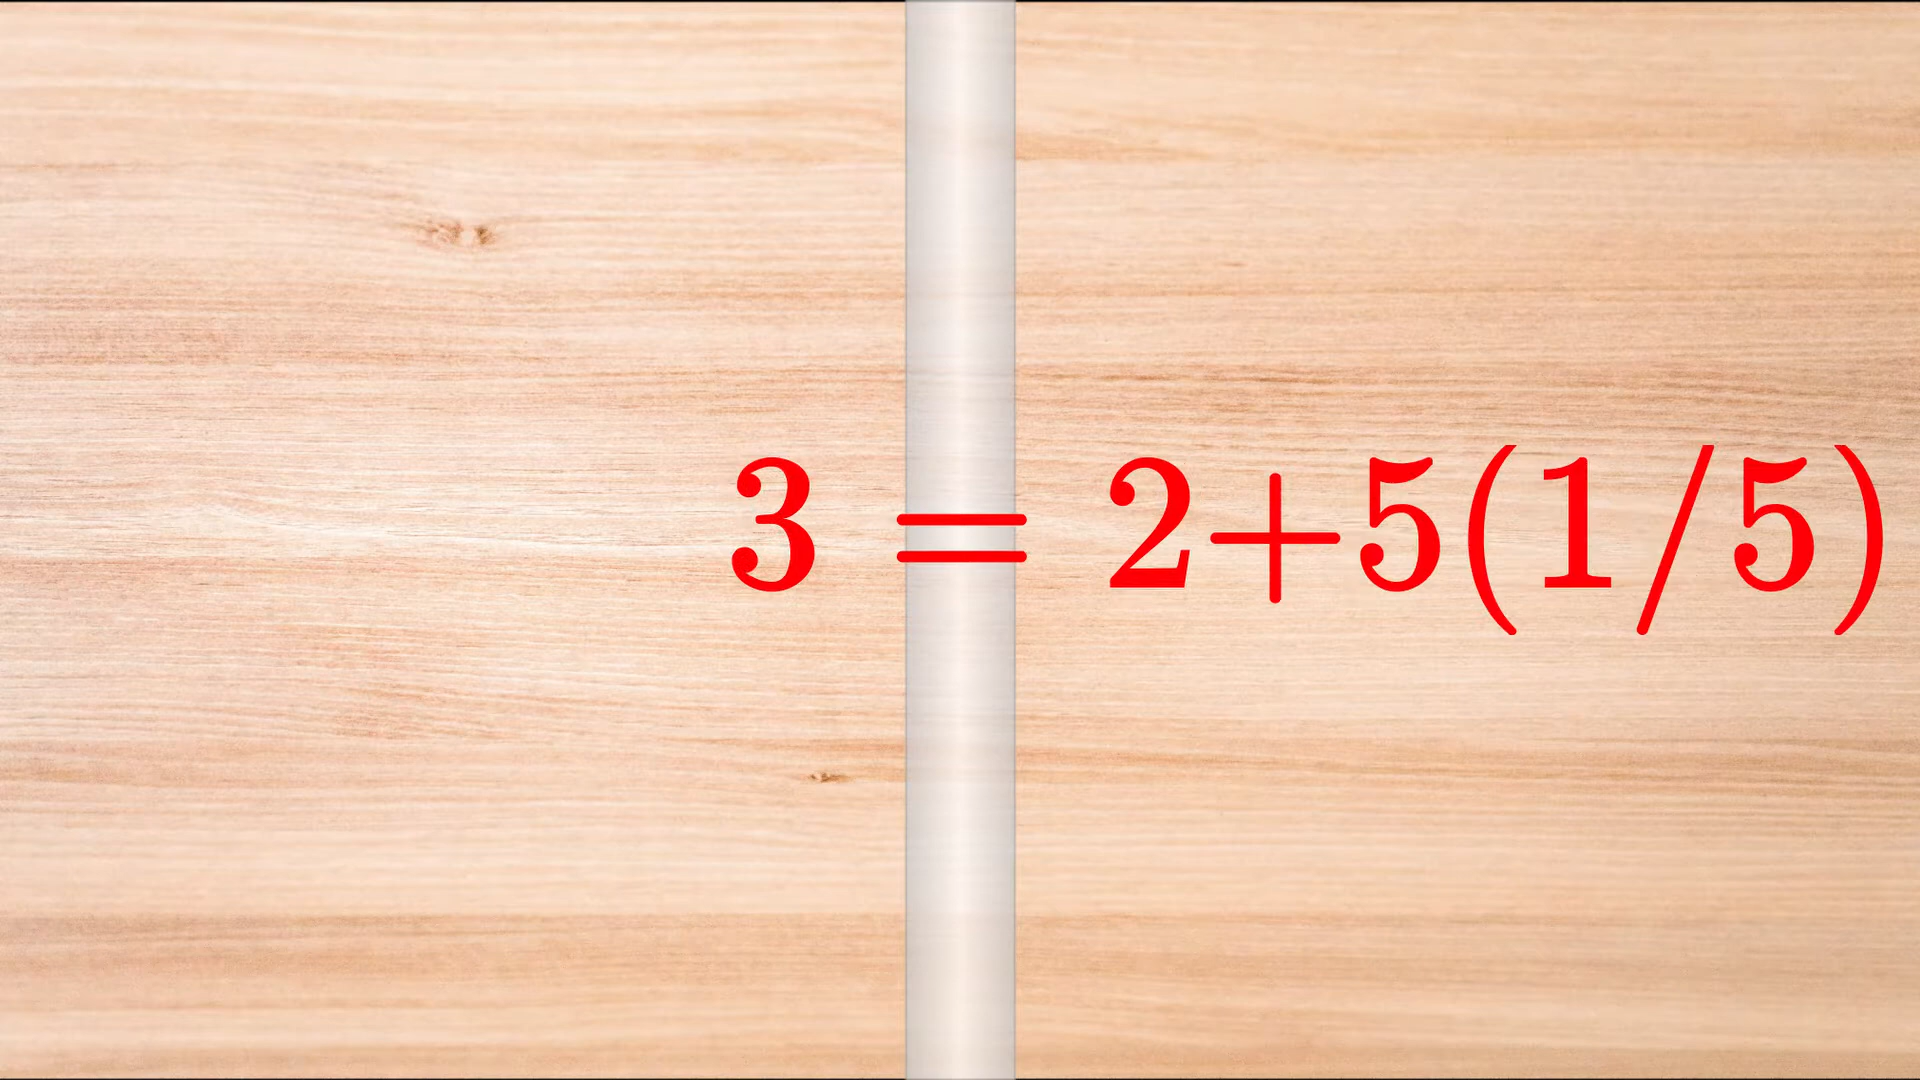 3 = 2+5(1/5)